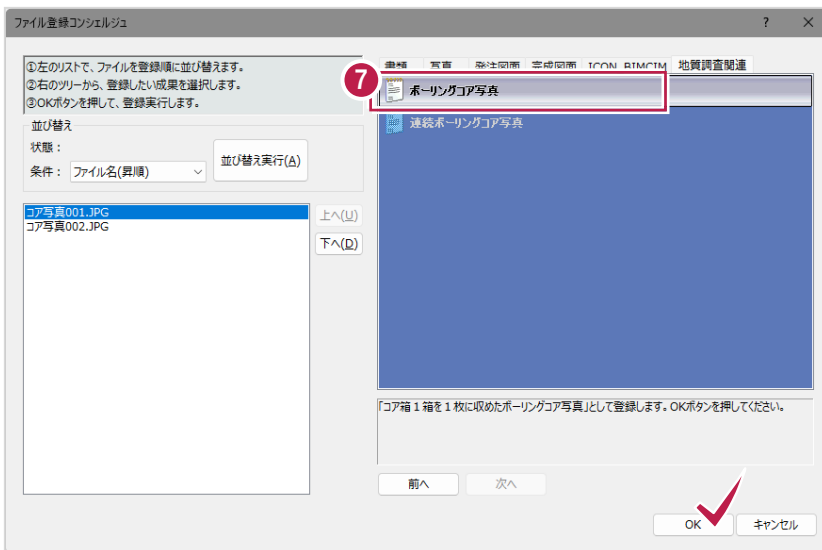 ファイル登録コンシェルジュ
?
①左のリストで、ファイルを登録順に並び替えます。
②右のツリーから、登録したい成果を選択します。
③OKボタンを押して、登録実行します。
並び替え
状態：
条件： ファイル名(昇順)
並び替え実行(A)
コア写真001.JPG
コア写真002.JPG
上へ(U)
下へ(D)
書類 写真 発注図面 完成図面 ICON BIMCIM 地質調査関連
7
ボーリングコア写真
連続ボーリングコア写真
「コア箱１箱を１枚に収めたボーリングコア写真」として登録します。OKボタンを押してください。
前へ 次へ
OK キャンセル